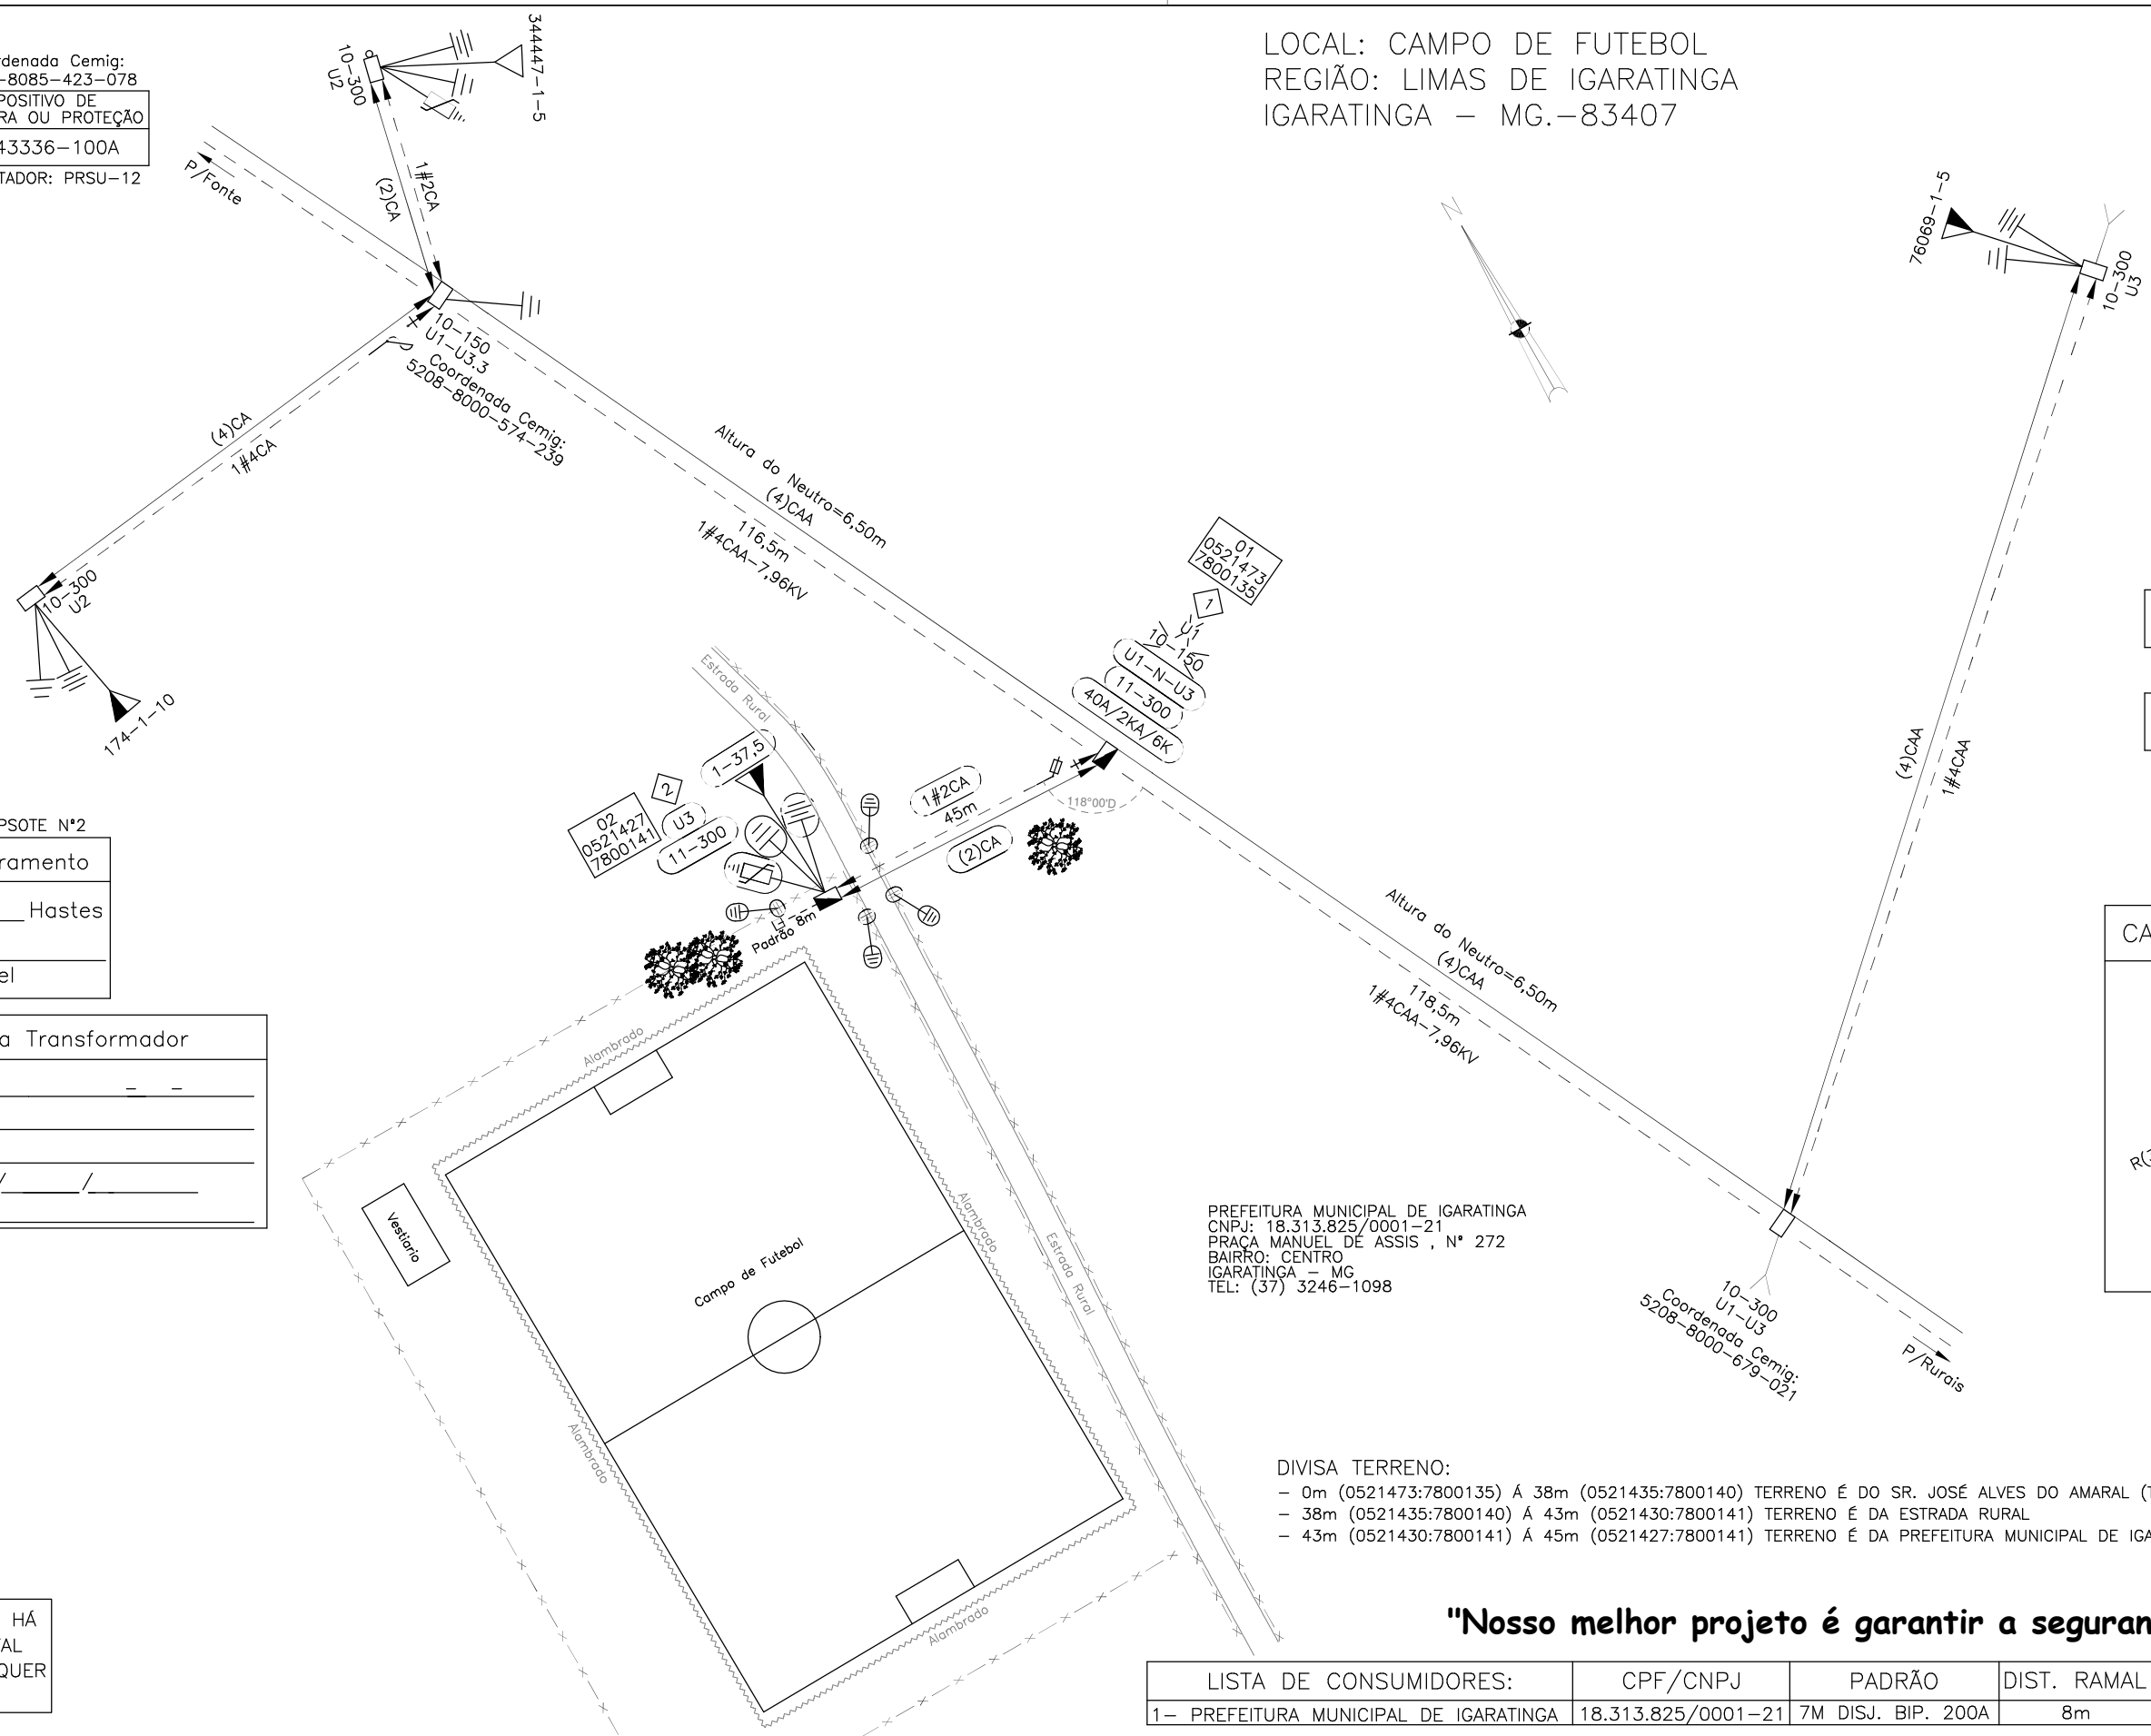 LOCAL: CAMPO DE FUTEBOL
REGIÃO: LIMAS DE IGARATINGA
IGARATINGA – MG.–83407
denada Cemig:
-8085-423-078
POSITIVO DE
RA OU PROTEÇÃO
43336-100A
TADOR: PRSU-12
P/Fonte
10-300
U2
344447-1-5
1#2CA
(2)CA
10-150
U1-U3.3
Coordenada Cemig:
5208-8000-574-239
(4)CA
1#4CA
10-300
U2
174-1-10
Altura do Neutro=6,50m
(4)CAA
116,5m
1#4CAA-7,96KV
N
76069-1-5
10-300
U3
(4)CAA
1#4CAA
01
0521473
7800135
1
U1
10-150
U1-N-U3
11-300
40A/2KA/6K
118°00'D
1#2CA
45m
(2)CA
Estrada Rural
1-37,5
2
02
0521427
7800141
U3
11-300
Padrão 8m
Altura do Neutro=6,50m
(4)CAA
118,5m
1#4CAA-7,96KV
PSOTE N°2
ramento
Hastes
el
a Transformador
Alambrado
Vestiario
Campo de Futebol
Alambrado
Estrada Rural
Alambrado
Alambrado
PREFEITURA MUNICIPAL DE IGARATINGA
CNPJ: 18.313.825/0001-21
PRAÇA MANUEL DE ASSIS , N° 272
BAIRRO: CENTRO
IGARATINGA – MG
TEL: (37) 3246-1098
10-300
U1-U3
Coordenada Cemig:
5208-8000-679-021
P/Rurais
CA
DIVISA TERRENO:
– 0m (0521473:7800135) Á 38m (0521435:7800140) TERRENO É DO SR. JOSÉ ALVES DO AMARAL (
– 38m (0521435:7800140) Á 43m (0521430:7800141) TERRENO É DA ESTRADA RURAL
– 43m (0521430:7800141) Á 45m (0521427:7800141) TERRENO É DA PREFEITURA MUNICIPAL DE IGA
HÁ
AL
QUER
"Nosso melhor projeto é garantir a seguran
LISTA DE CONSUMIDORES: CPF/CNPJ PADRÃO DIST. RAMAL
1– PREFEITURA MUNICIPAL DE IGARATINGA 18.313.825/0001-21 7M DISJ. BIP. 200A 8m